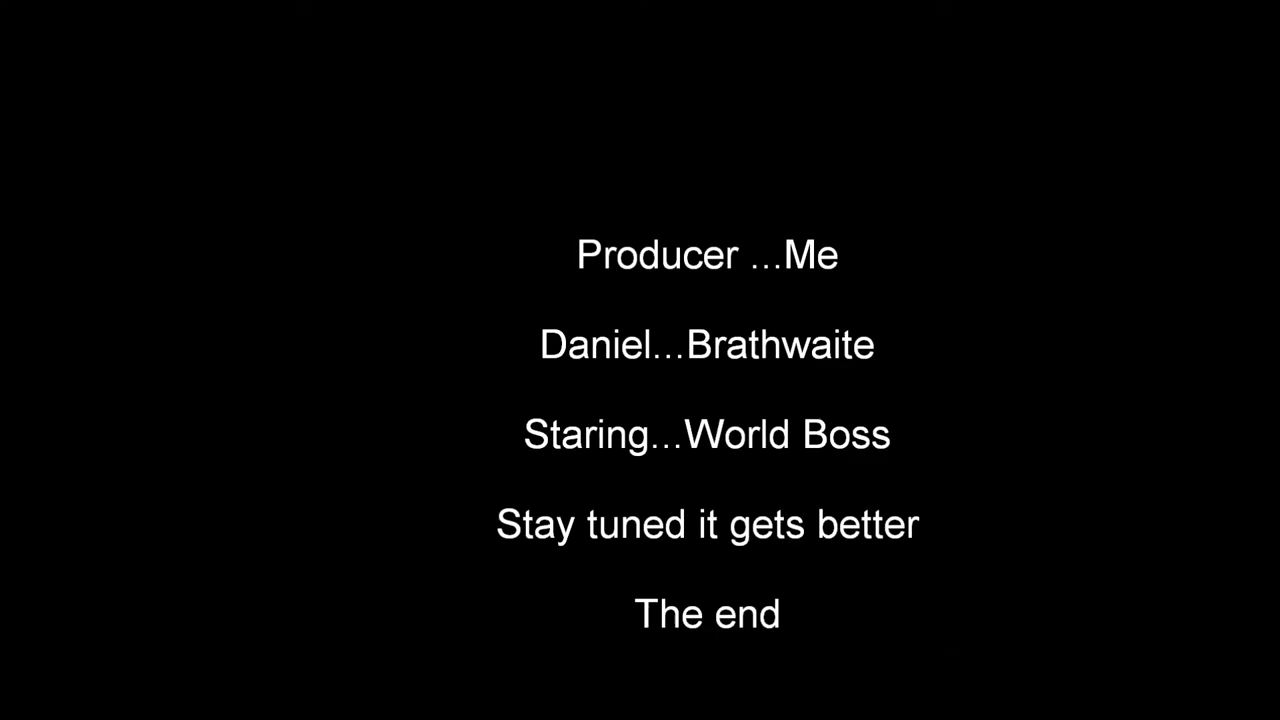 Producer ...Me
Daniel...Brathwaite
Staring...World Boss
Stay tuned it gets better
The end